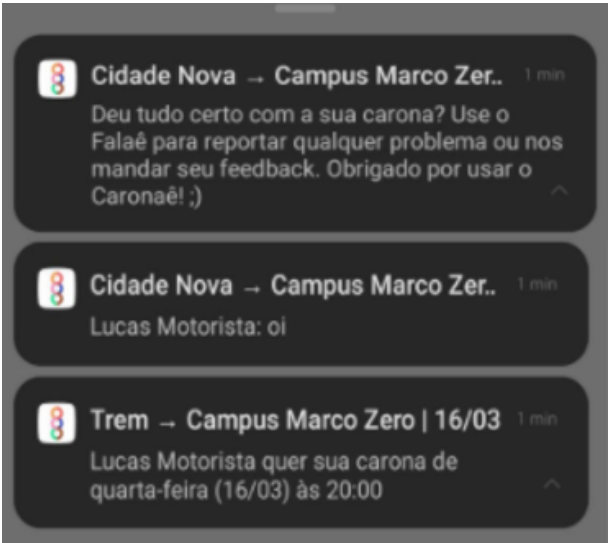 Cidade Nova → Campus Marco Zer.. 1 min
Deu tudo certo com a sua carona? Use o
Falaê para reportar qualquer problema ou nos
mandar seu feedback. Obrigado por usar o
Caronaê! ;)
Cidade Nova → Campus Marco Zer.. 1 min
Lucas Motorista: oi
Trem → Campus Marco Zero | 16/03 1 min
Lucas Motorista quer sua carona de
quarta-feira (16/03) às 20:00